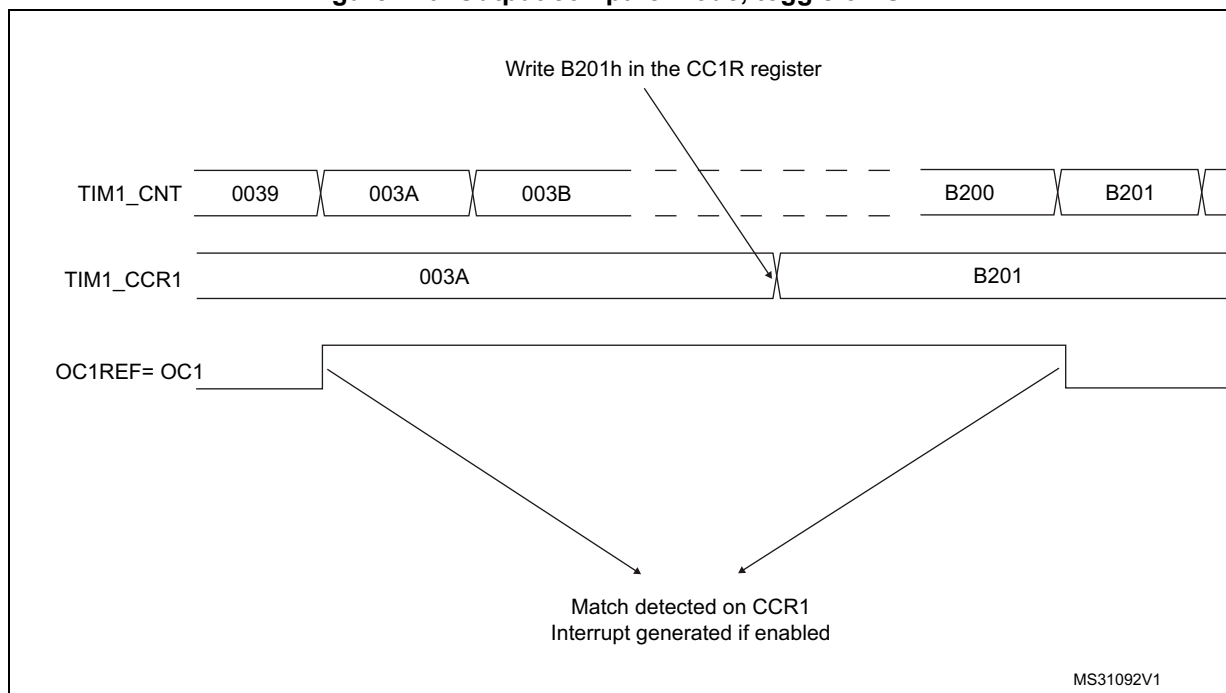 Write B201h in the CC1R register
TIM1_CNT 0039 003A 003B B200 B201
TIM1_CCR1 003A B201
OC1REF= OC1
Match detected on CCR1
Interrupt generated if enabled
MS31092V1